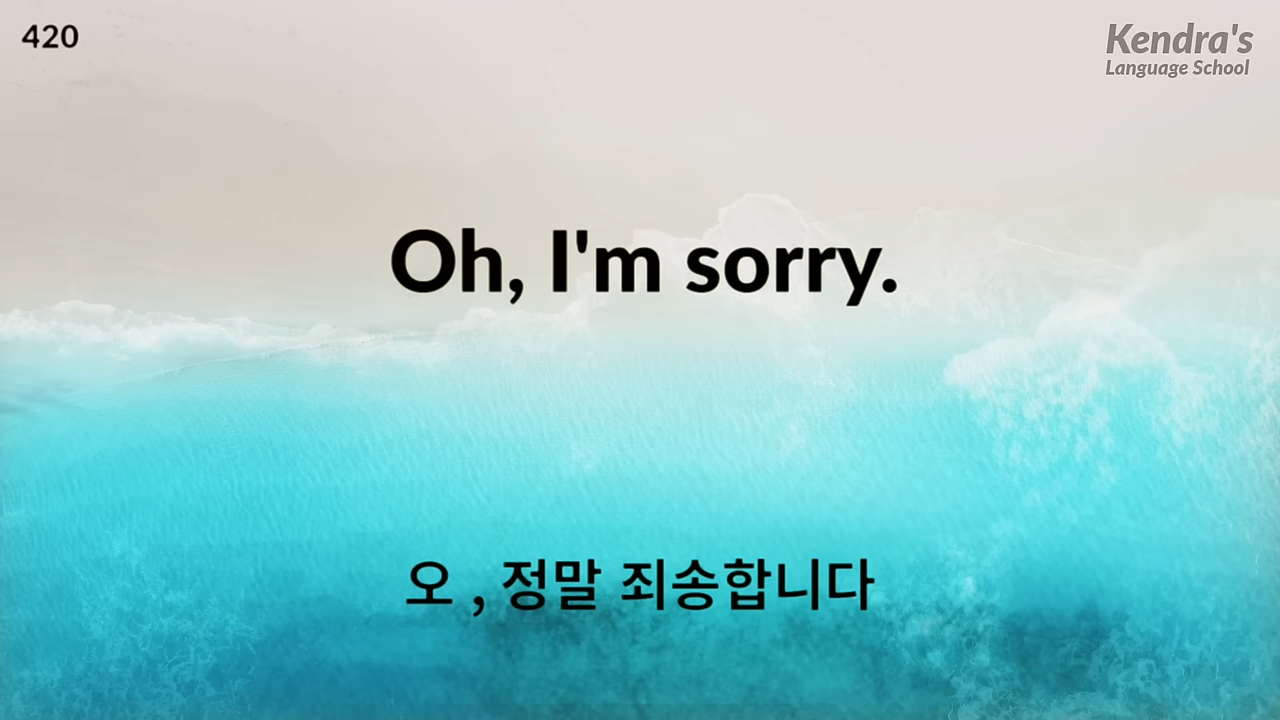 420
Kendra's
Language School
Oh, I'm sorry.
오 , 정말 죄송합니다